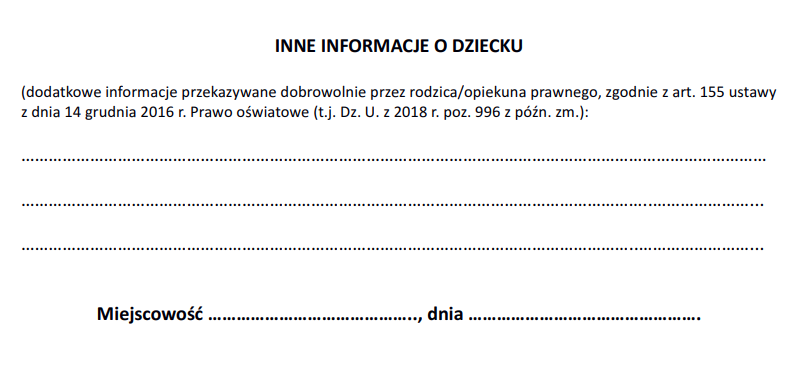 INNE INFORMACJE O DZIECKU
(dodatkowe informacje przekazywane dobrowolnie przez rodzica/opiekuna prawnego, zgodnie z art. 155 ustawy
z dnia 14 grudnia 2016 r. Prawo oświatowe (t.j. Dz. U. z 2018 r. poz. 996 z późn. zm.):
………………………………………………………………………………………………………………………………………………
……………………………………………………………………………………………………………………..…………………...
…………………………………………………………………………………………………………………..……………………...
Miejscowość …………………………………….., dnia ………………………………………….